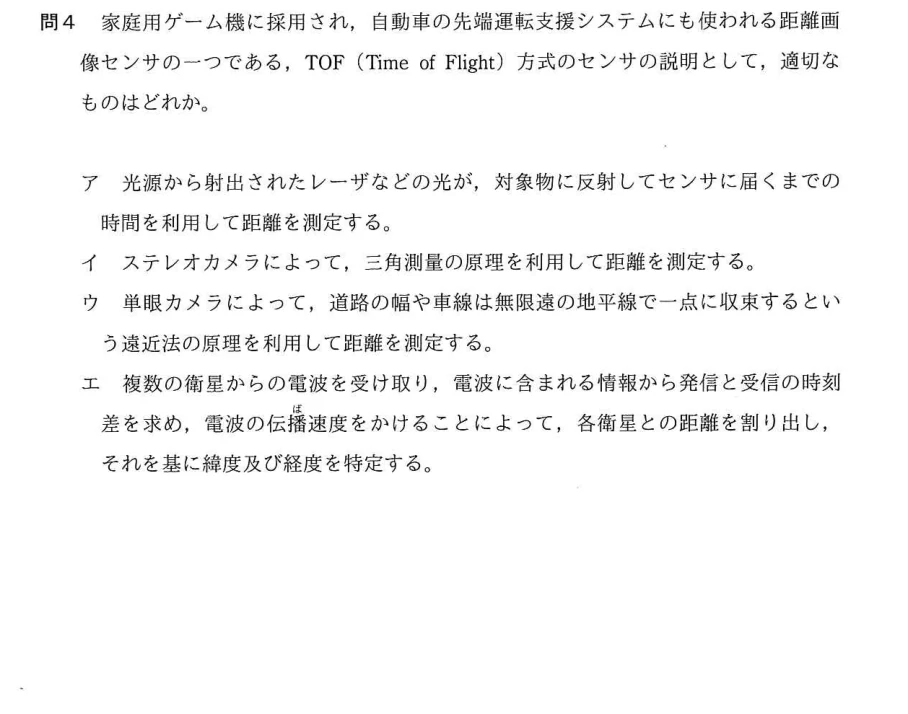 問4 家庭用ゲーム機に採用され，自動車の先端運転支援システムにも使われる距離画
像センサの一つである，TOF（Time of Flight）方式のセンサの説明として，適切な
ものはどれか。
ア 光源から射出されたレーザなどの光が，対象物に反射してセンサに届くまでの
時間を利用して距離を測定する。
イ ステレオカメラによって，三角測量の原理を利用して距離を測定する。
ウ 単眼カメラによって，道路の幅や車線は無限遠の地平線で一点に収束するとい
う遠近法の原理を利用して距離を測定する。
エ 複数の衛星からの電波を受け取り，電波に含まれる情報から発信と受信の時刻
ば
差を求め，電波の伝播速度をかけることによって，各衛星との距離を割り出し，
それを基に緯度及び経度を特定する。